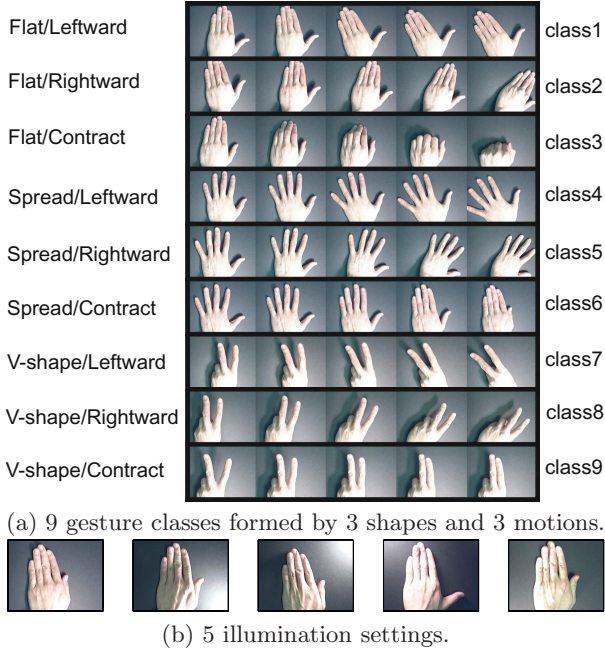 Flat/Leftward class1
Flat/Rightward class2
Flat/Contract class3
Spread/Leftward class4
Spread/Rightward class5
Spread/Contract class6
V-shape/Leftward class7
V-shape/Rightward class8
V-shape/Contract class9
(a) 9 gesture classes formed by 3 shapes and 3 motions.
(b) 5 illumination settings.